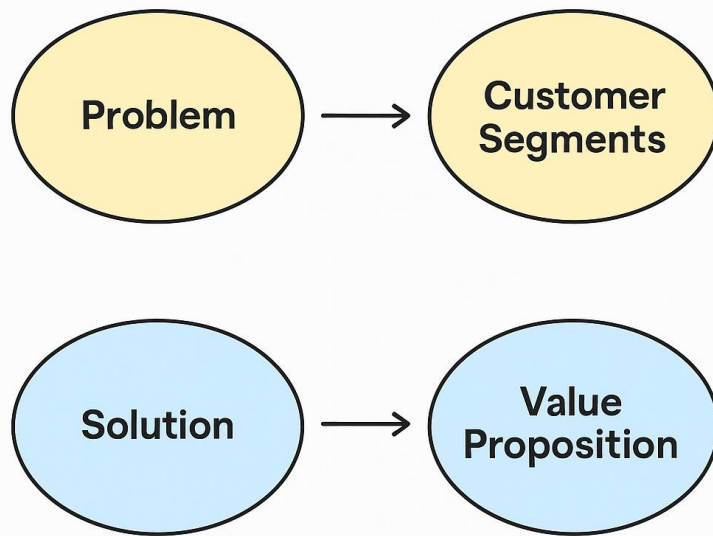 Problem
Customer
Segments
Solution
Value
Proposition